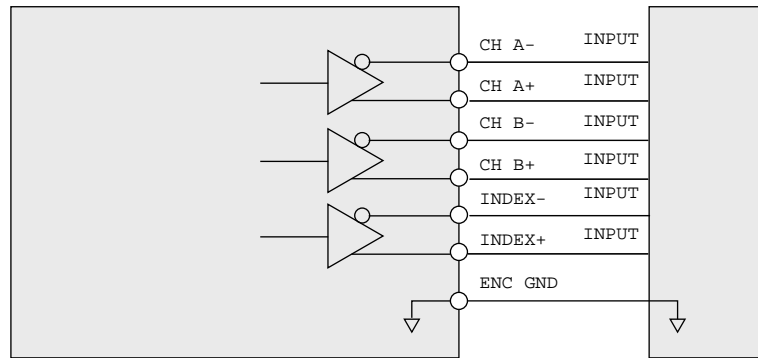 CH A- INPUT
CH A+ INPUT
CH B- INPUT
CH B+ INPUT
INDEX- INPUT
INDEX+ INPUT
ENC GND